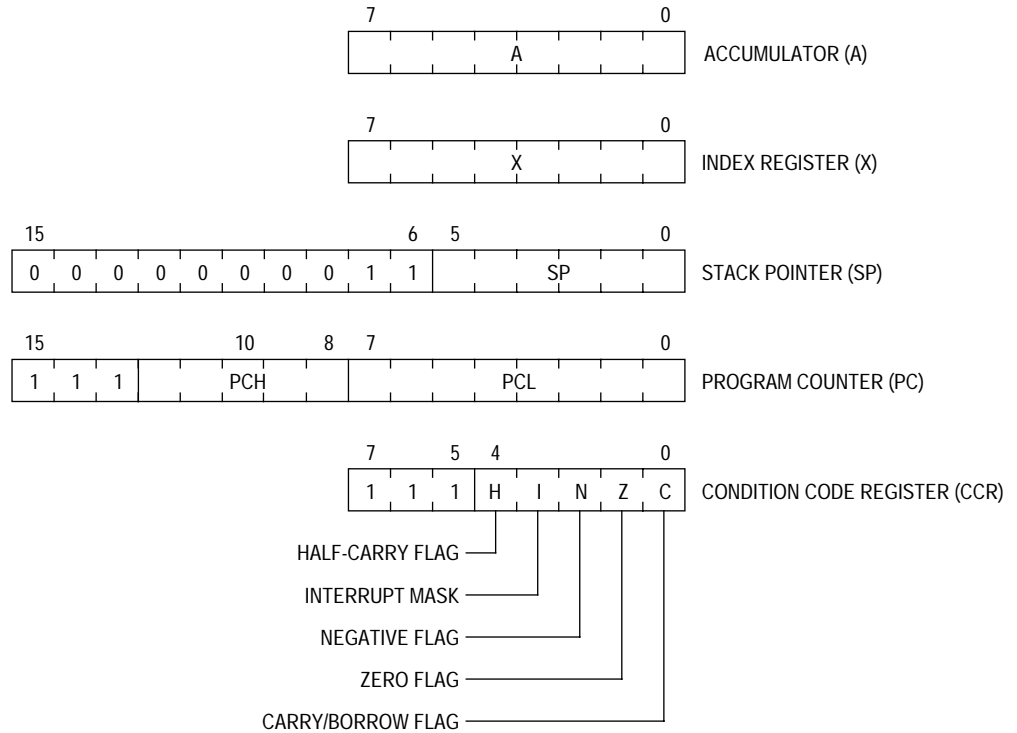 7 0
A ACCUMULATOR (A)
7 0
X INDEX REGISTER (X)
15 6 5 0
0 0 0 0 0 0 0 0 1 1 SP STACK POINTER (SP)
15 10 8 7 0
1 1 1 PCH PCL PROGRAM COUNTER (PC)
7 5 4 0
1 1 1 H I N Z C CONDITION CODE REGISTER (CCR)
HALF-CARRY FLAG
INTERRUPT MASK
NEGATIVE FLAG
ZERO FLAG
CARRY/BORROW FLAG